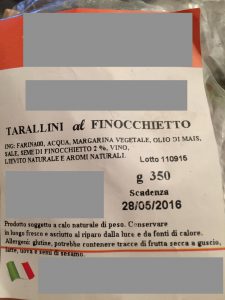 TARALLINI al FINOCCHIETTO
ING: FARINA00, ACQUA, MARGARINA VEGETALE, OLIO DI MAIS,
SALE, SEME DI FINOCCHIETTO 2 %, VINO,
LIEVITO NATURALE E AROMI NATURALI.
Lotto 110915
g 350
Scadenza
28/05/2016
Prodotto soggetto a calo naturale di peso. Conservare
in luogo fresco e asciutto al riparo dalla luce e da fonti di calore.
Allergeni: glutine, potrebbe contenere tracce di frutta secca a guscio,
latte, uova e semi di sesamo.